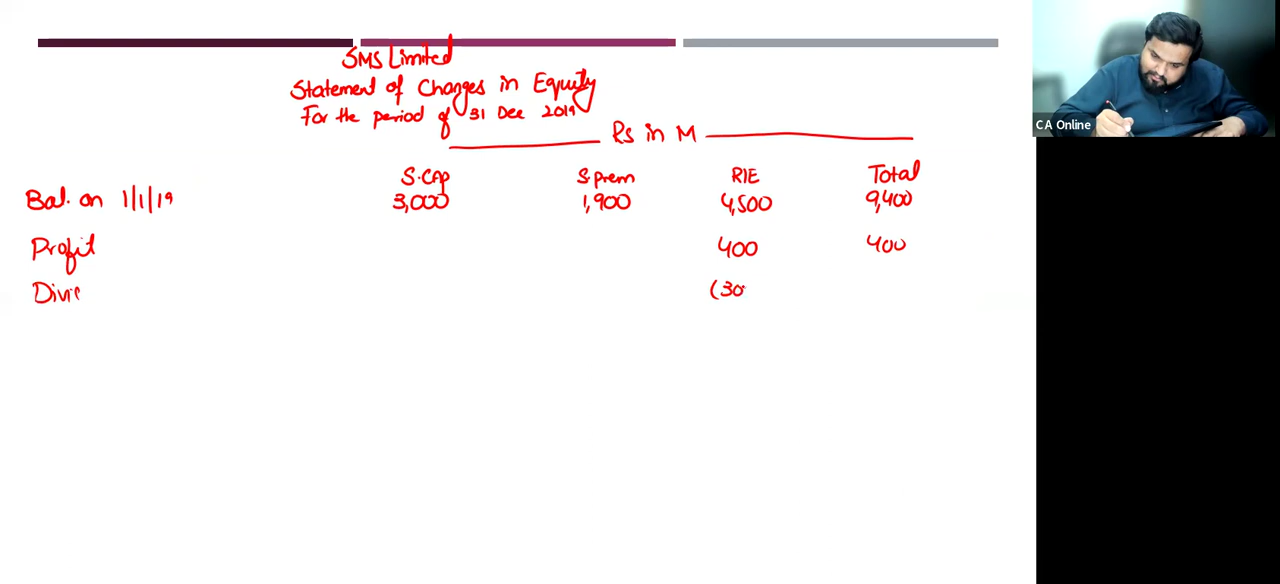 SMS Limited
Statement of Changes in Equity
For the period of 31 Dec 2019
Rs in M
S.Cap S.prem R/E Total
Bal. on 1/1/19 3,000 1,900 4,500 9,400
Profit 400 400
Divi (30
CA Online